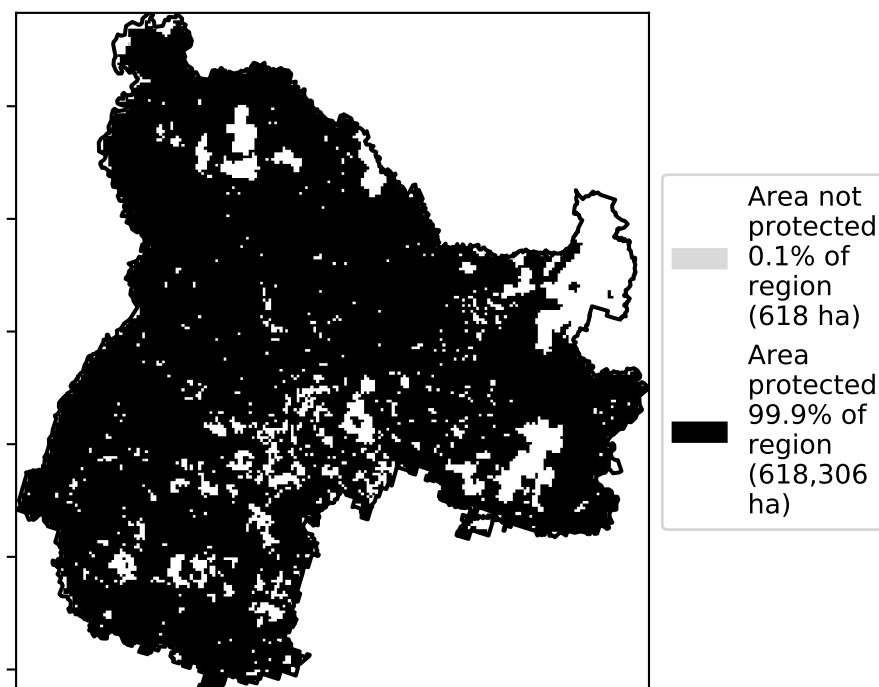 Area not
protected
0.1% of
region
(618 ha)
Area
protected
99.9% of
region
(618,306
ha)